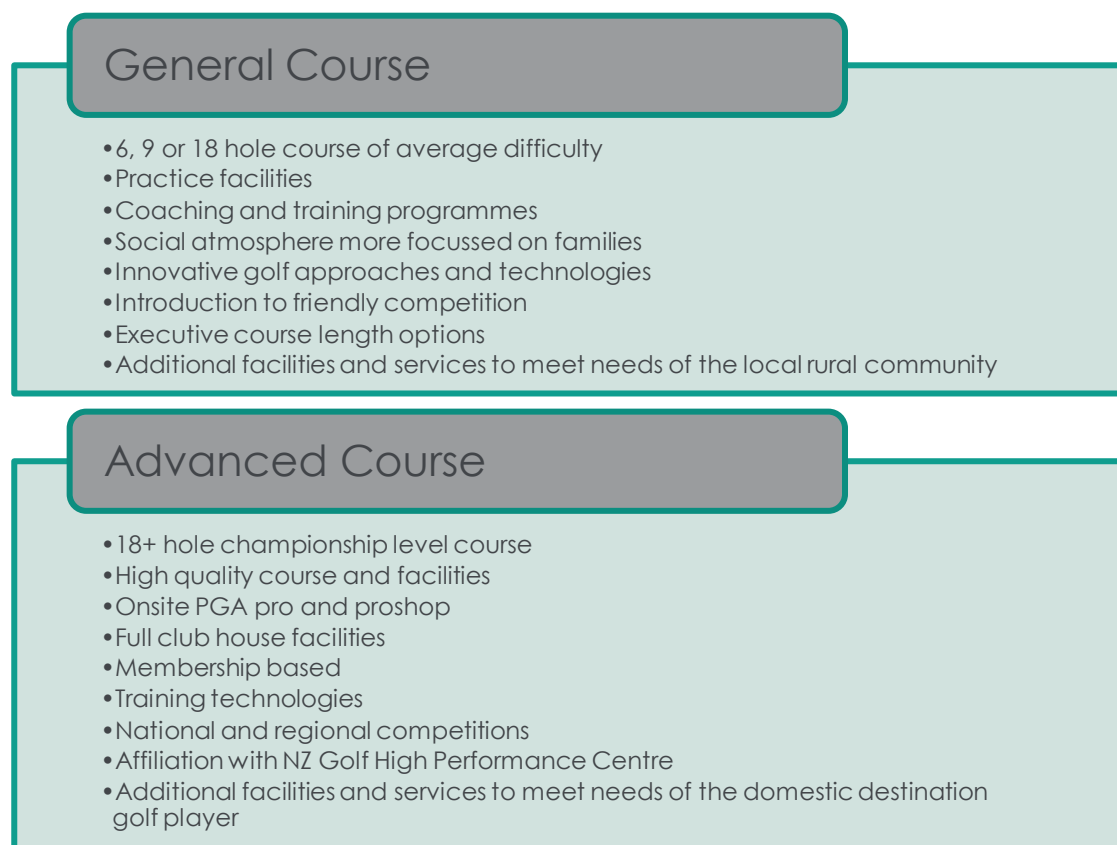 General Course
•6, 9 or 18 hole course of average difficulty
•Practice facilities
•Coaching and training programmes
•Social atmosphere more focussed on families
•Innovative golf approaches and technologies
•Introduction to friendly competition
•Executive course length options
•Additional facilities and services to meet needs of the local rural community
Advanced Course
•18+ hole championship level course
•High quality course and facilities
•Onsite PGA pro and proshop
•Full club house facilities
•Membership based
•Training technologies
•National and regional competitions
•Affiliation with NZ Golf High Performance Centre
•Additional facilities and services to meet needs of the domestic destination
golf player